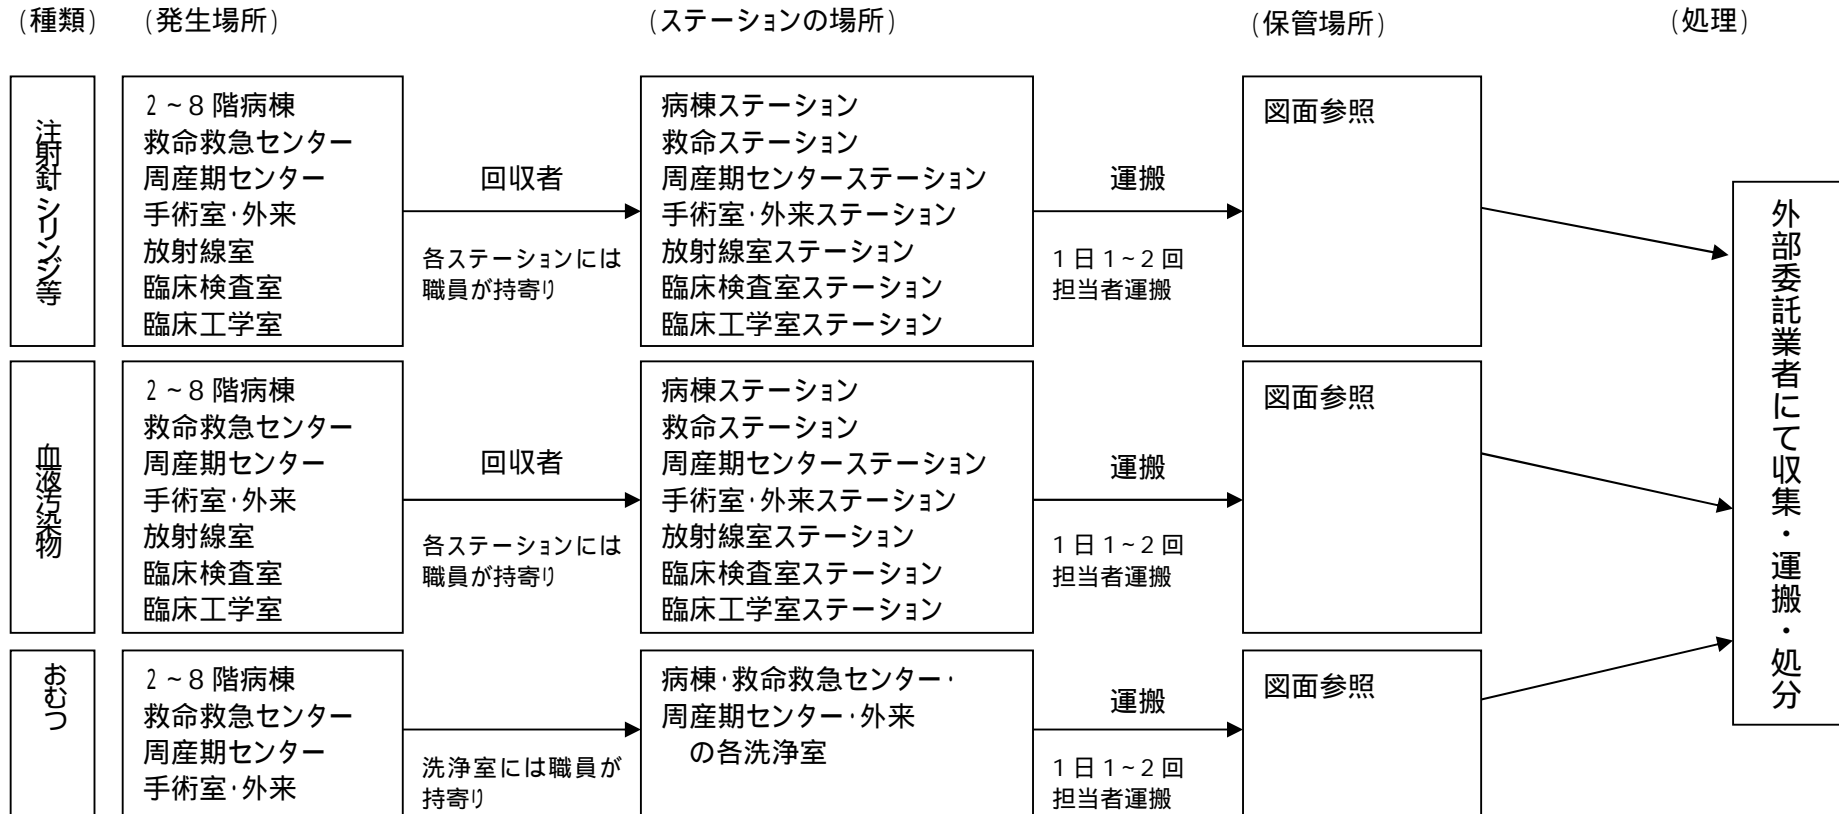 (種類)
(発生場所)
(ステーションの場所)
(保管場所)
(処理)
注射針・シリンジ等
2~8階病棟
救命救急センター
周産期センター
手術室・外来
放射線室
臨床検査室
臨床工学室
回収者
各ステーションには
職員が持寄り
病棟ステーション
救命ステーション
周産期センターステーション
手術室・外来ステーション
放射線室ステーション
臨床検査室ステーション
臨床工学室ステーション
運搬
1日1~2回
担当者運搬
図面参照
血液汚染物
2~8階病棟
救命救急センター
周産期センター
手術室・外来
放射線室
臨床検査室
臨床工学室
回収者
各ステーションには
職員が持寄り
病棟ステーション
救命ステーション
周産期センターステーション
手術室・外来ステーション
放射線室ステーション
臨床検査室ステーション
臨床工学室ステーション
運搬
1日1~2回
担当者運搬
図面参照
おむつ
2~8階病棟
救命救急センター
周産期センター
手術室・外来
洗浄室には職員が
持寄り
病棟・救命救急センター・
周産期センター・外来
の各洗浄室
運搬
1日1~2回
担当者運搬
図面参照
外部委託業者にて収集・運搬・処分